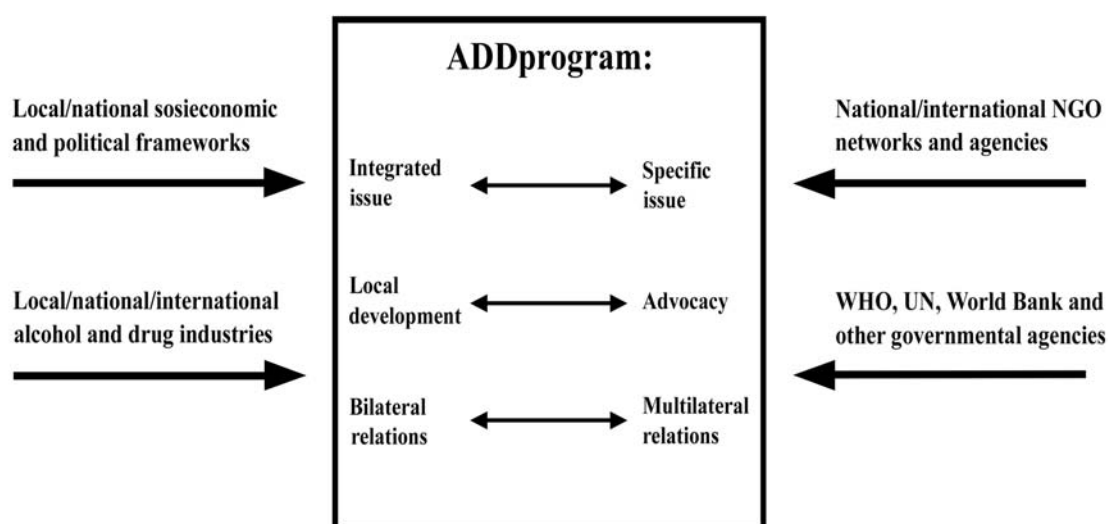 ADDprogram:
Local/national sosieconomic
and political frameworks
National/international NGO
networks and agencies
Integrated
issue
Specific
issue
Local/national/international
alcohol and drug industries
Local
development
Advocacy
WHO, UN, World Bank and
other governmental agencies
Bilateral
relations
Multilateral
relations